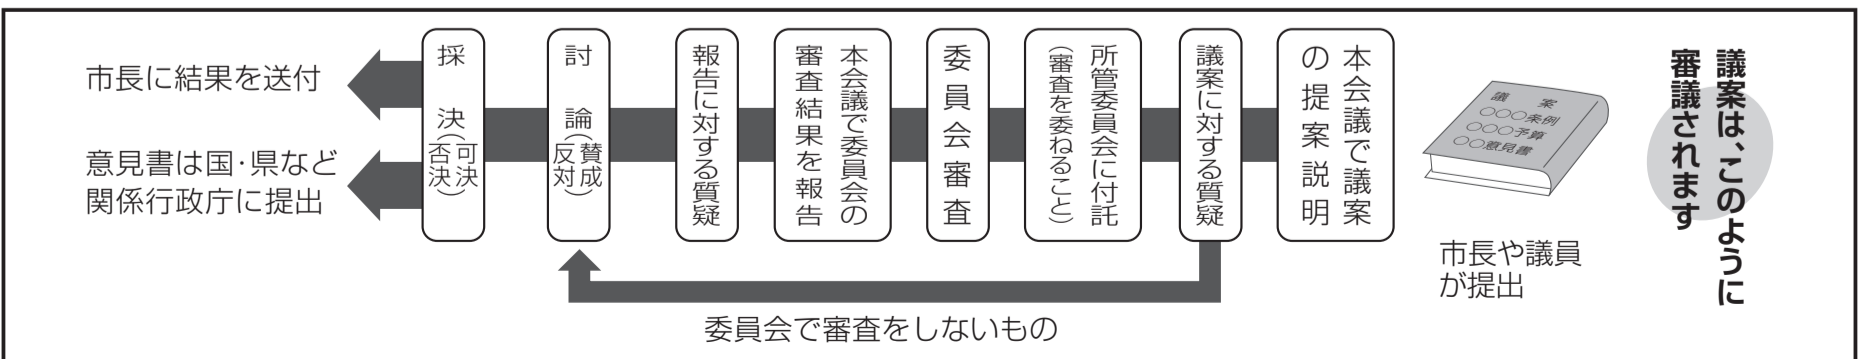 議案は、このように
審議されます
議　案
○○○条例
○○○予算
○○意見書
市長や議員
が提出
本会議で議案
の提案説明
議案に対する質疑
所管委員会に付託
（審査を委ねること）
委員会審査
本会議で委員会の
審査結果を報告
報告に対する質疑
討　論（賛成
反対）
採　決（可決
否決）
市長に結果を送付
意見書は国・県など
関係行政庁に提出
委員会で審査をしないもの